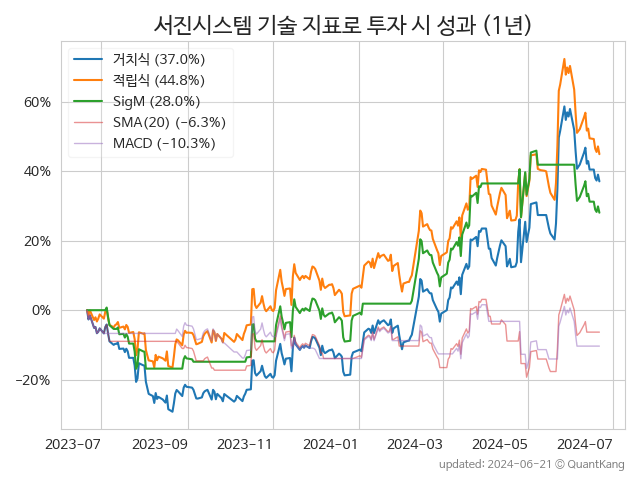 서진시스템 기술 지표로 투자 시 성과 (1년)
거치식 (37.0%)
적립식 (44.8%)
SigM (28.0%)
SMA(20) (−6.3%)
MACD (−10.3%)
60%
40%
20%
0%
−20%
2023−07 2023−09 2023−11 2024−01 2024−03 2024−05 2024−07
updated: 2024−06−21 © QuantKang